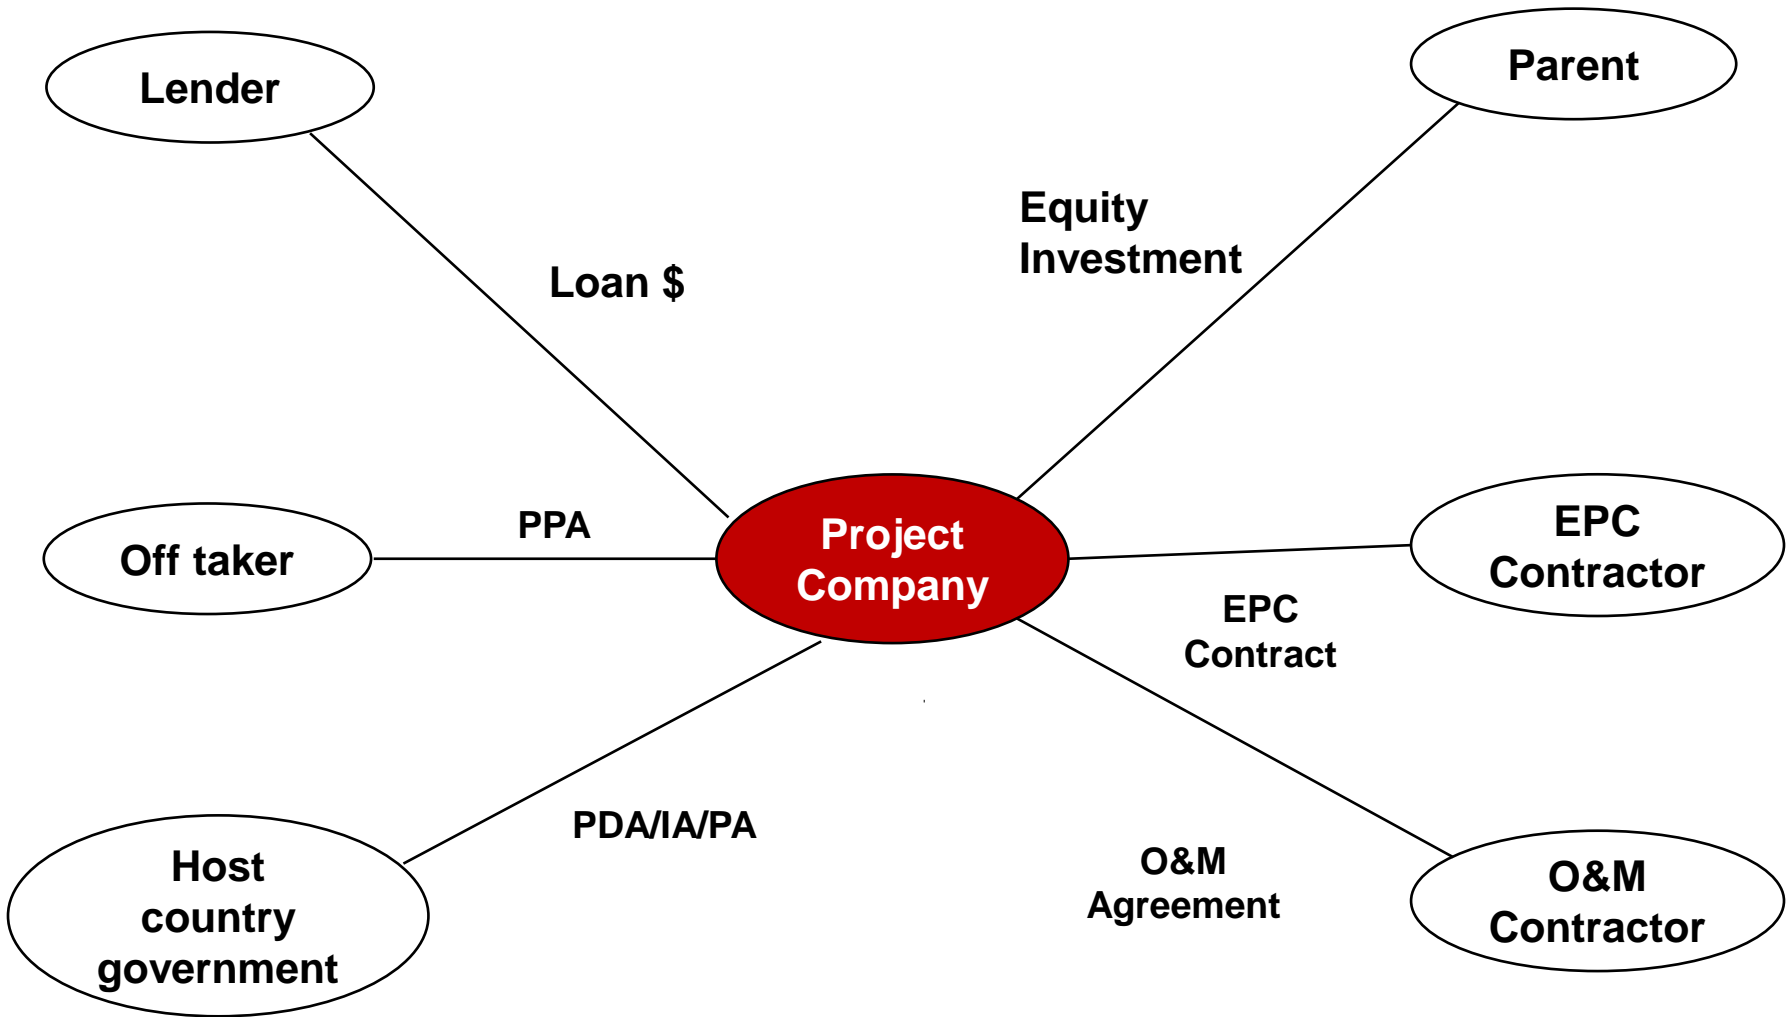 Lender
Parent
Equity
Investment
Loan $
PPA
Off taker
Project
Company
EPC
Contractor
EPC
Contract
PDA/IA/PA
Host
country
government
O&M
Agreement
O&M
Contractor